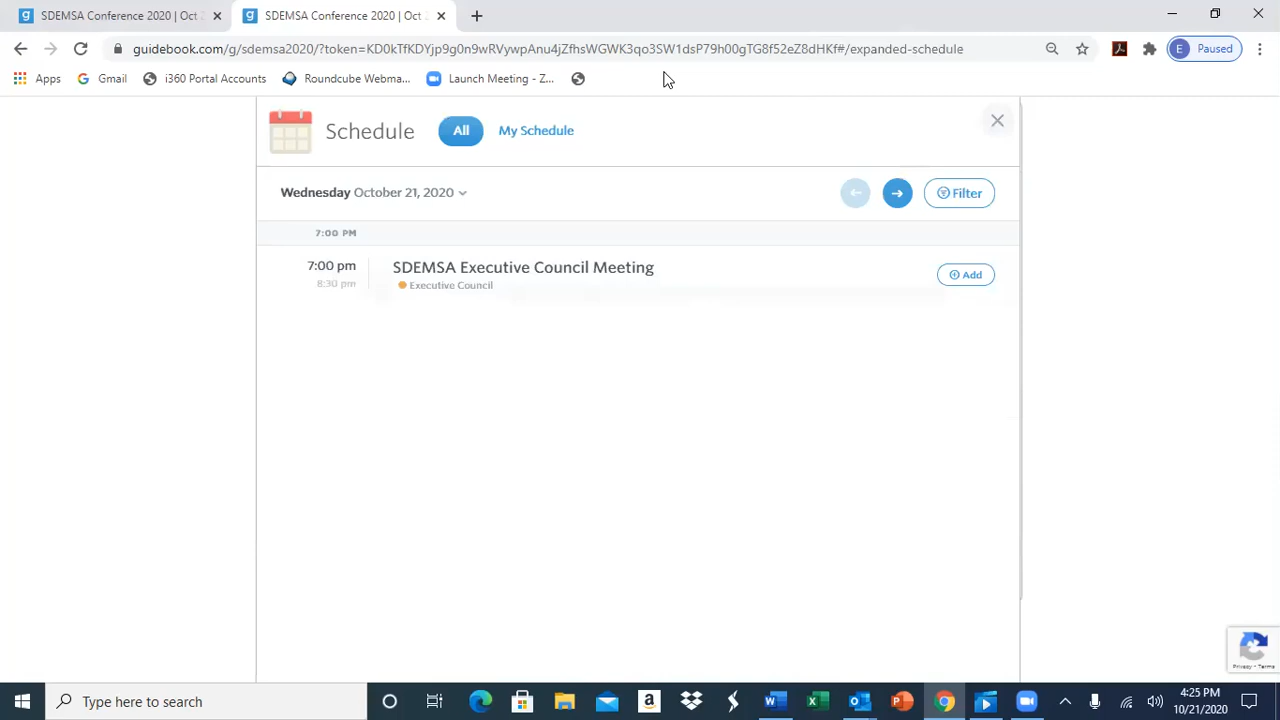 SDEMSA Conference 2020 | Oct
SDEMSA Conference 2020 | Oct
guidebook.com/g/sdemsa2020/?token=KD0kTfKDYJp9g0n9wRVywpAnu4jZfhsWGWK3qo3SW1dsP79h00gTG8f52eZ8dHKf#/expanded-schedule
E Paused
Apps Gmail i360 Portal Accounts Roundcube Webma... Launch Meeting - Z...
Schedule All My Schedule
Wednesday October 21, 2020 Filter
7:00 PM
7:00 pm SDEMSA Executive Council Meeting Add
8:30 pm Executive Council
Privacy - Terms
Type here to search
4:25 PM
10/21/2020